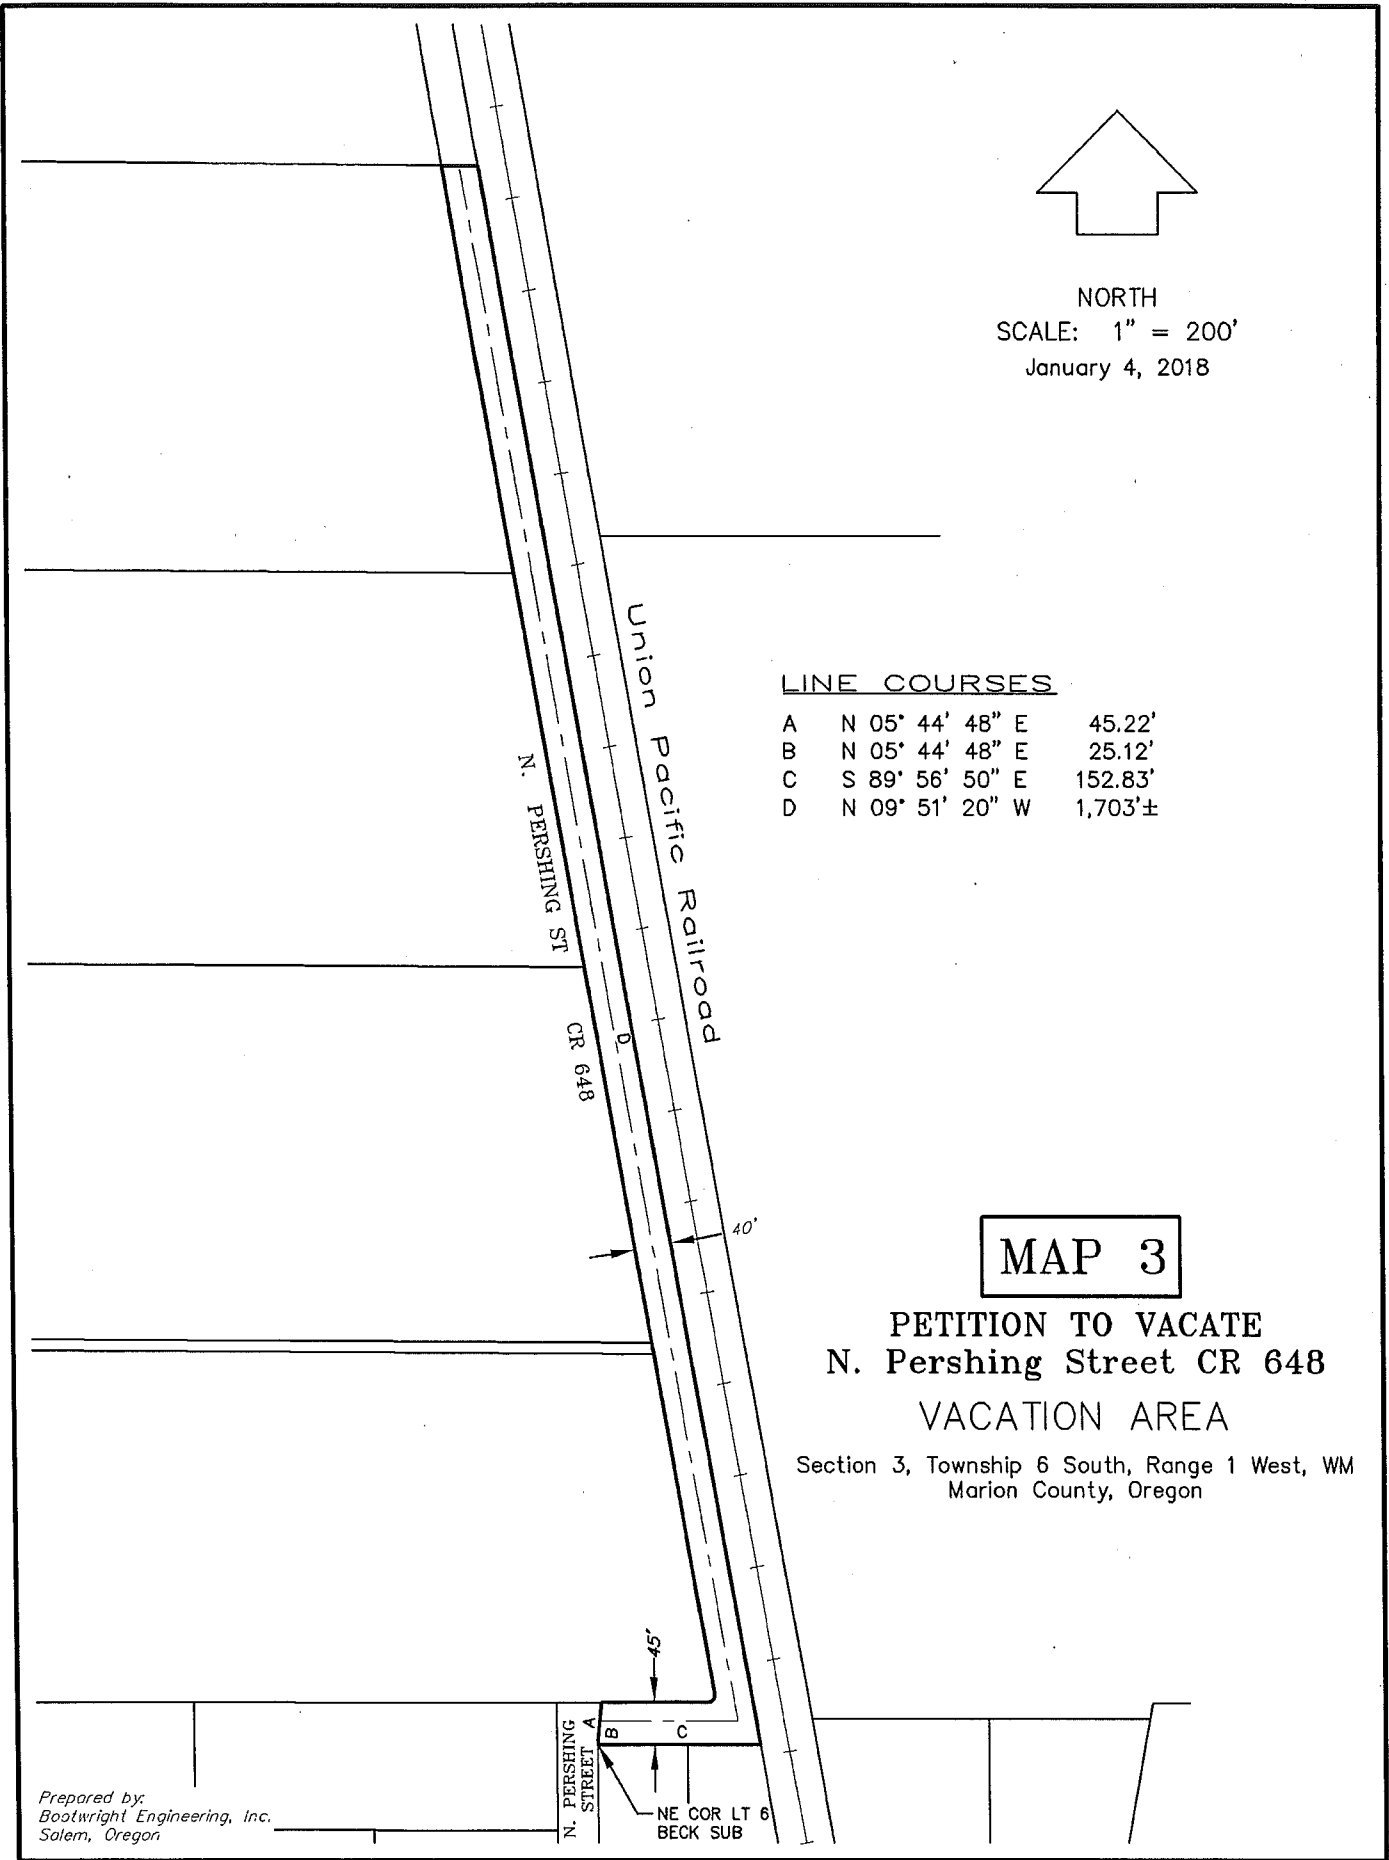 NORTH
SCALE: 1" = 200'
January 4, 2018
Union Pacific Railroad
LINE COURSES
A N 05° 44' 48" E 45.22'
B N 05° 44' 48" E 25.12'
C S 89° 56' 50" E 152.83'
D N 09° 51' 20" W 1,703'±
N. PERSHING ST
CR 648
D
40'
MAP 3
PETITION TO VACATE
N. Pershing Street CR 648
VACATION AREA
Section 3, Township 6 South, Range 1 West, WM
Marion County, Oregon
45'
A
B
C
N. PERSHING
STREET
NE COR LT 6
BECK SUB
Prepared by:
Boatwright Engineering, Inc.
Salem, Oregon